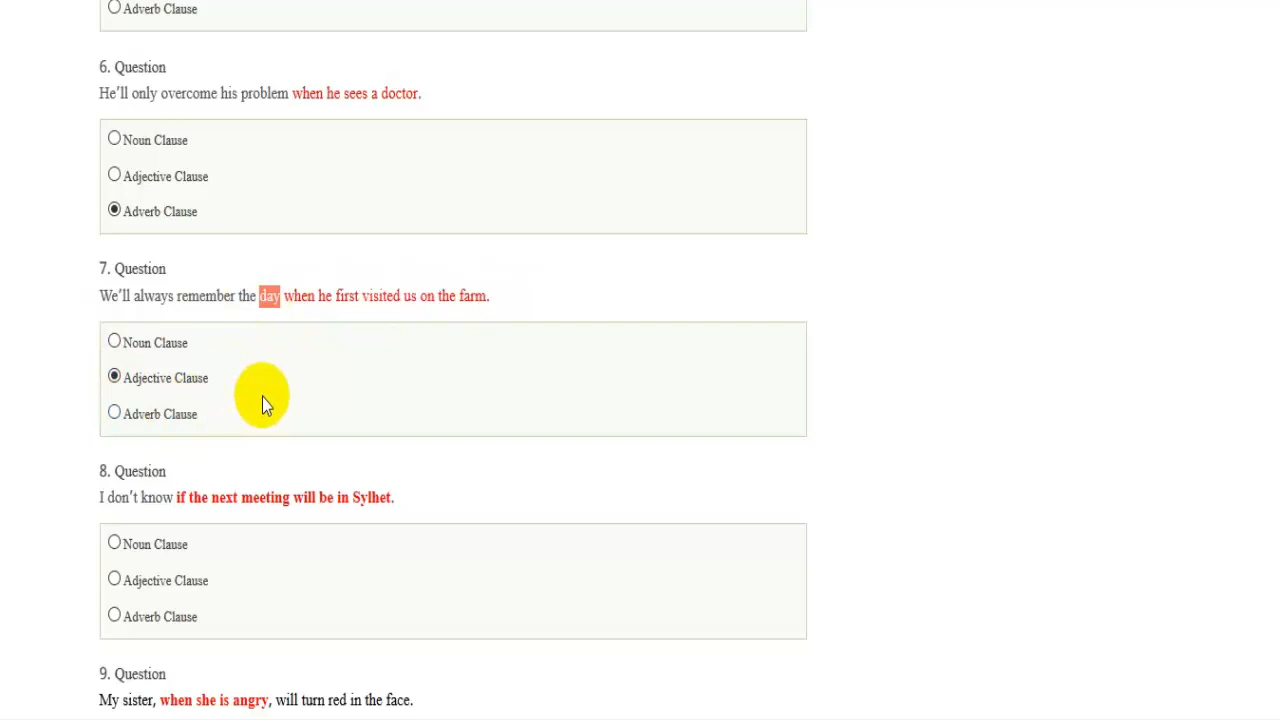 Adverb Clause
6. Question
He’ll only overcome his problem when he sees a doctor.
Noun Clause
Adjective Clause
Adverb Clause
7. Question
We’ll always remember the day when he first visited us on the farm.
Noun Clause
Adjective Clause
Adverb Clause
8. Question
I don’t know if the next meeting will be in Sylhet.
Noun Clause
Adjective Clause
Adverb Clause
9. Question
My sister, when she is angry, will turn red in the face.